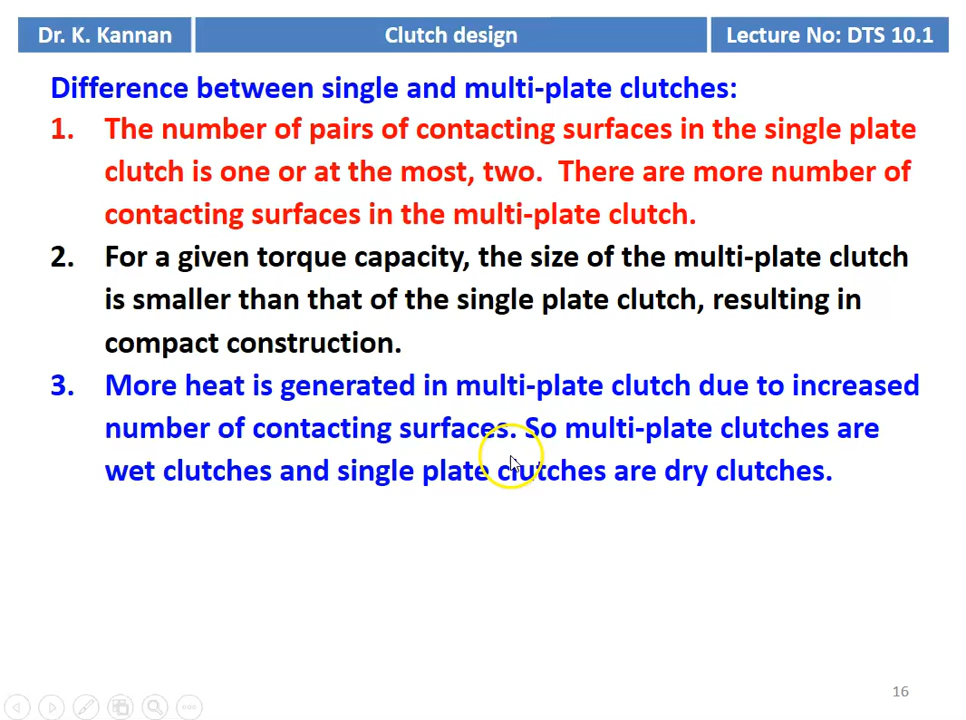 Dr. K. Kannan
Clutch design
Lecture No: DTS 10.1
Difference between single and multi-plate clutches:
1. The number of pairs of contacting surfaces in the single plate
clutch is one or at the most, two. There are more number of
contacting surfaces in the multi-plate clutch.
2. For a given torque capacity, the size of the multi-plate clutch
is smaller than that of the single plate clutch, resulting in
compact construction.
3. More heat is generated in multi-plate clutch due to increased
number of contacting surfaces. So multi-plate clutches are
wet clutches and single plate clutches are dry clutches.
16